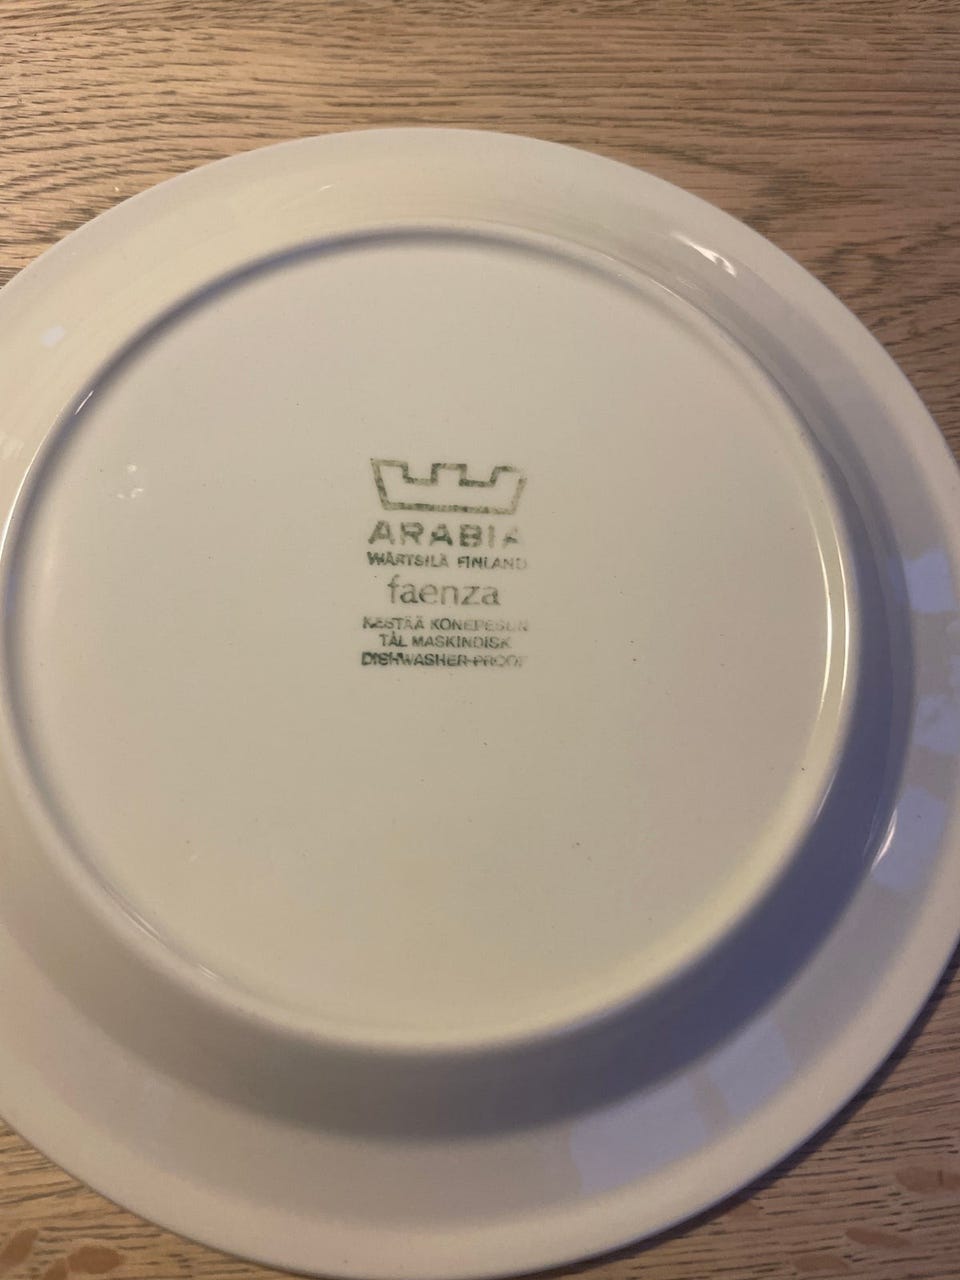 ARABIA
WÄRTSILÄ FINLAND
faenza
KESTÄÄ KONEPESUN
TÅL MASKINDISK
DISHWASHER-PROOF